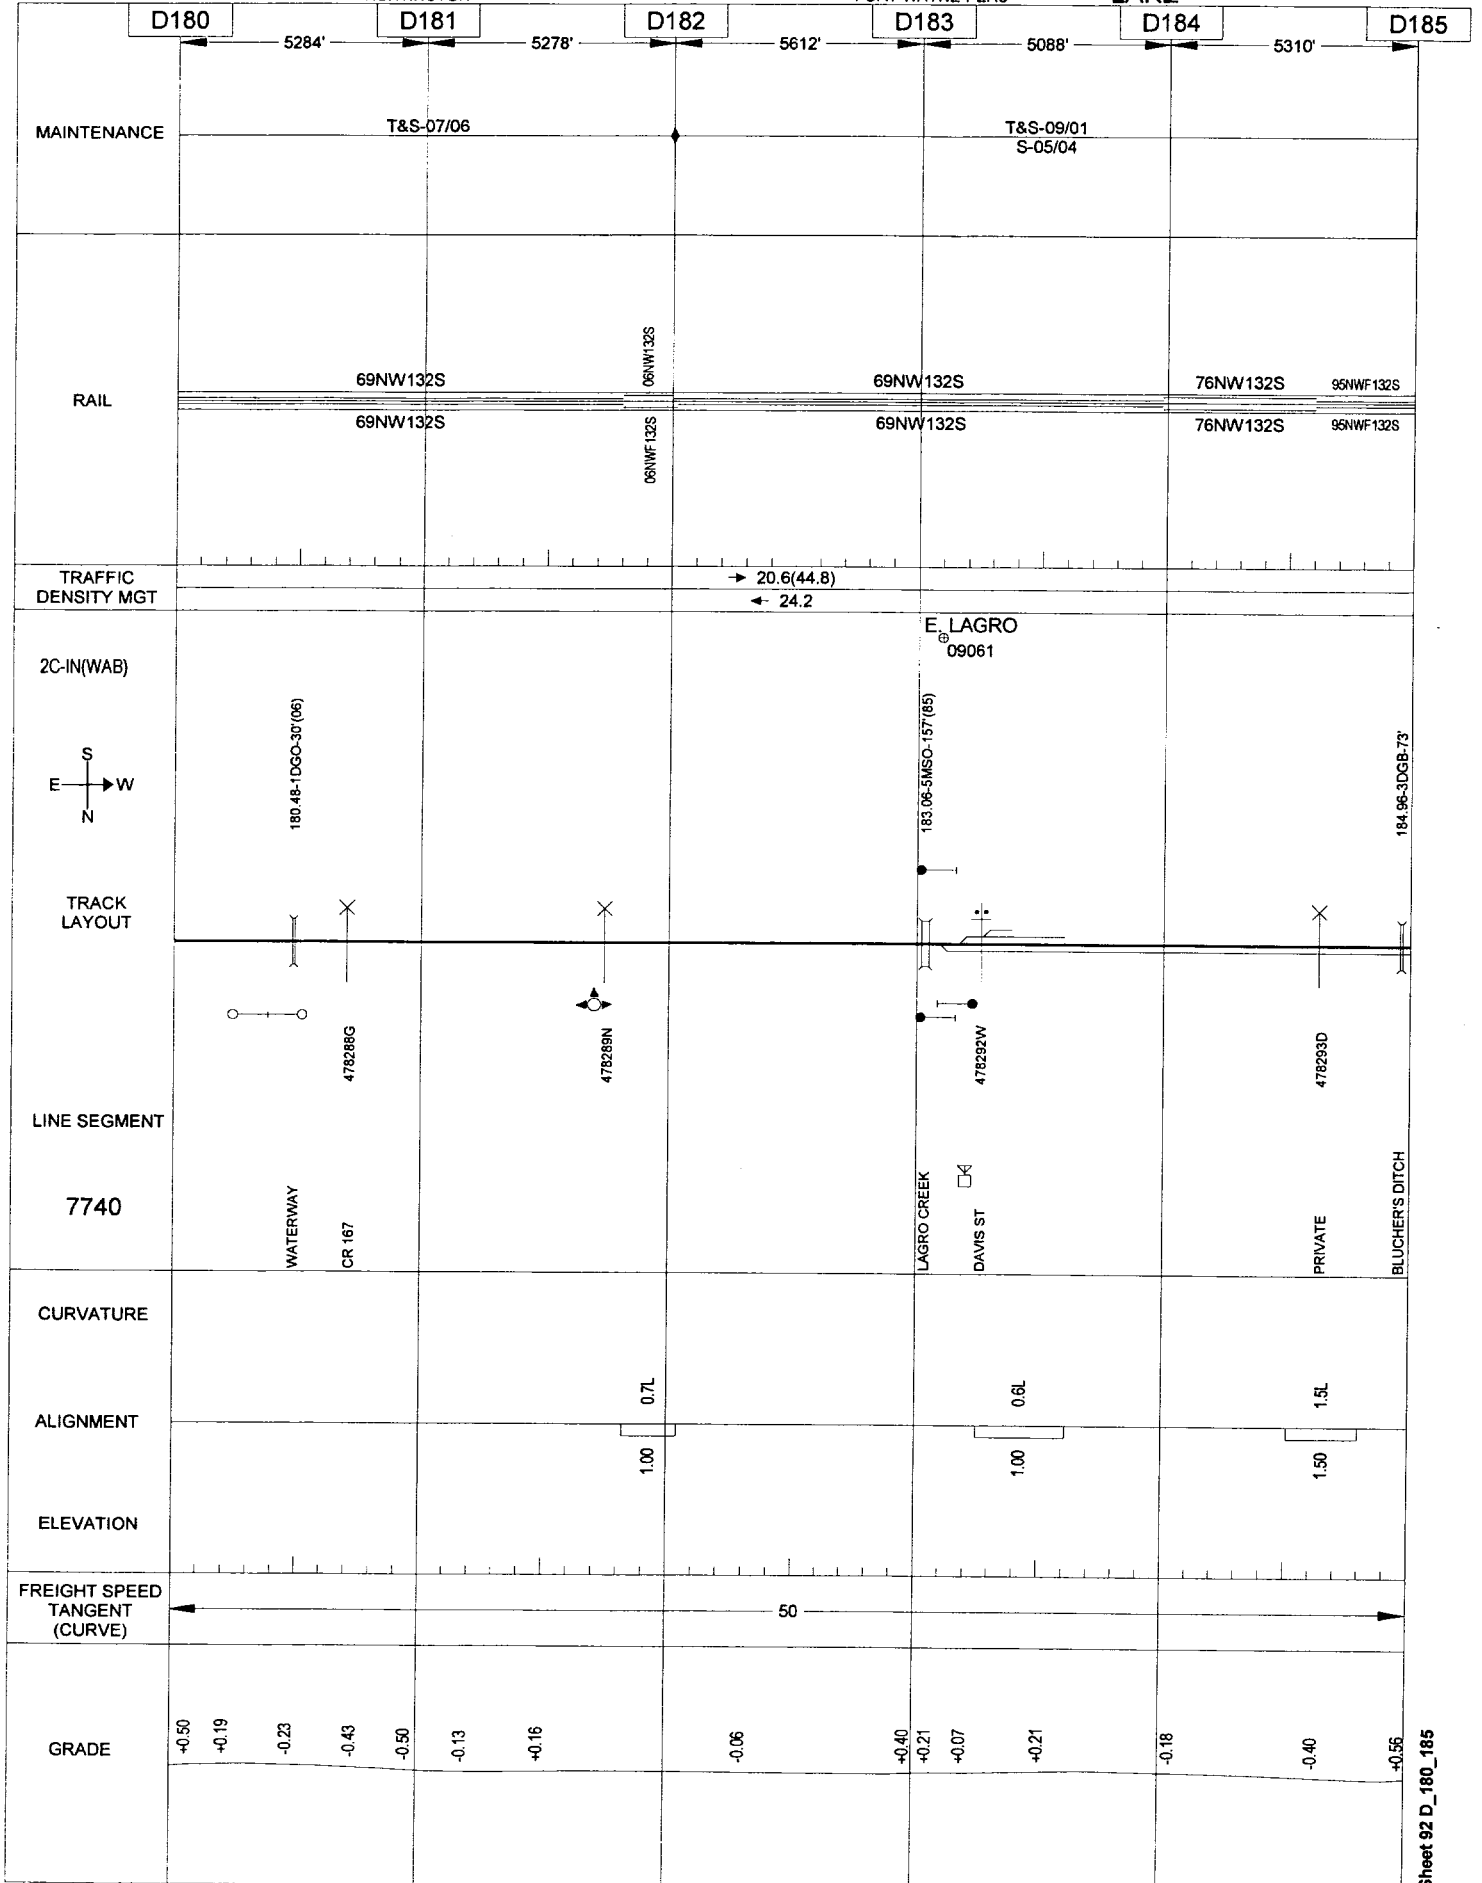 D180 D181 D182 D183 D184 D185
5284' 5278' 5612' 5088' 5310'
MAINTENANCE
T&S-07/06
T&S-09/01
S-05/04
RAIL
69NW132S
06NW132S
69NW132S
76NW132S
95NWF132S
69NW132S
06NWF132S
69NW132S
76NW132S
95NWF132S
TRAFFIC
DENSITY MGT
20.6(44.8)
24.2
2C-IN(WAB)
E. LAGRO
09061
S
E W
N
180.48-1DGO-30'(06)
183.06-5MSO-157'(85)
184.96-3DGB-73'
TRACK
LAYOUT
478288G
478289N
478292W
478293D
LINE SEGMENT
7740
WATERWAY
CR 167
LAGRO CREEK
DAVIS ST
PRIVATE
BLUCHER'S DITCH
CURVATURE
0.7L
0.6L
1.5L
ALIGNMENT
1.00
1.00
1.50
ELEVATION
FREIGHT SPEED
TANGENT
(CURVE)
50
GRADE
+0.50
+0.19
-0.23
-0.43
-0.50
-0.13
+0.16
-0.06
+0.40
+0.21
+0.07
+0.21
-0.18
-0.40
+0.56
Sheet 92 D_180_185